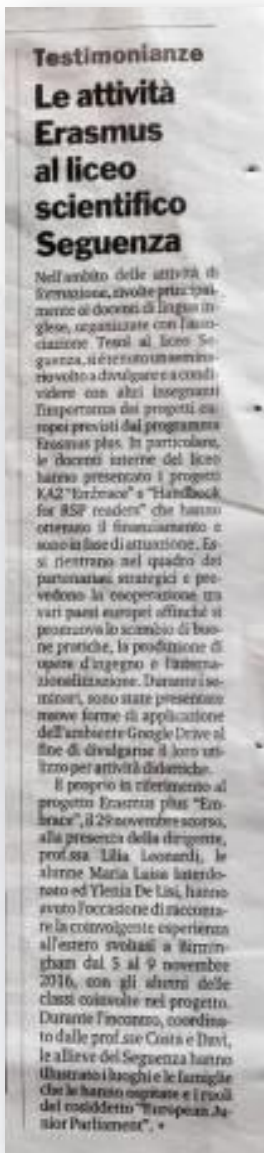 Testimonianze
Le attività
Erasmus
al liceo
scientifico
Seguenza
Nell'ambito delle attività di
formazione, rivolte principal-
mente ai docenti di lingua in-
glese, organizzate con l'asso-
ciazione Tesol al liceo Se-
guenza, si è tenuto un semina-
rio volto a divulgare e a condi-
videre con altri insegnanti
l'importanza dei progetti eu-
ropei previsti dal programma
Erasmus plus. In particolare,
le docenti interne del liceo
hanno presentato i progetti
KA2 "Embrace" e "Handbook
for RSP readers" che hanno
ottenuto il finanziamento e
sono in fase di attuazione. Es-
si rientrano nel quadro dei
partenariati strategici e pre-
vedono la cooperazione tra
vari paesi europei affinché si
promuova lo scambio di buo-
ne pratiche, la produzione di
opere d'ingegno e l'interna-
zionalizzazione. Durante i se-
minari, sono state presentate
nuove forme di applicazione
dell'ambiente Google Drive al
fine di divulgarne il loro uti-
lizzo per attività didattiche.
E proprio in riferimento al
progetto Erasmus plus "Em-
brace", il 29 novembre scorso,
alla presenza della dirigente,
prof.ssa Lilia Leonardi, le
alunne Maria Luisa Interdo-
nato ed Ylenia De Lisi, hanno
avuto l'occasione di racconta-
re la coinvolgente esperienza
all'estero svoltasi a Birmin-
gham dal 5 al 9 novembre
2016, con gli alunni delle
classi coinvolte nel progetto.
Durante l'incontro, coordina-
to dalle prof.sse Costa e Davì,
le allieve del Seguenza hanno
illustrato i luoghi e le famiglie
che le hanno ospitate e i ruoli
del cosiddetto "European Ju-
nior Parliament".